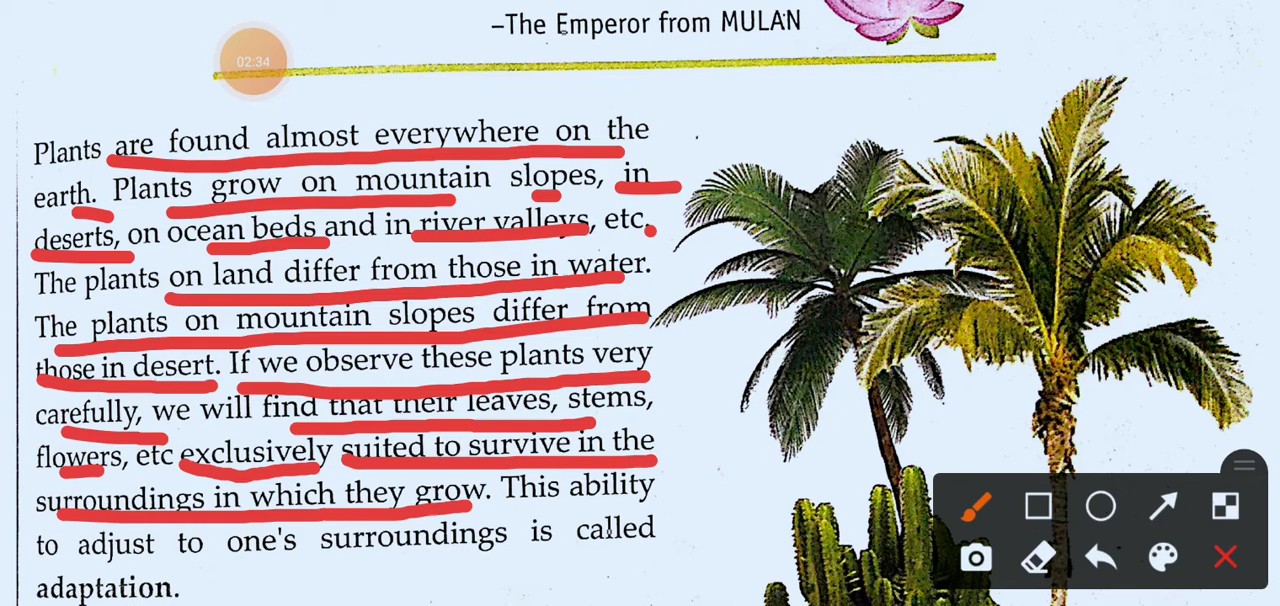 –The Emperor from MULAN
02:34
Plants are found almost everywhere on the
earth. Plants grow on mountain slopes, in
deserts, on ocean beds and in river valleys, etc.
The plants on land differ from those in water.
The plants on mountain slopes differ from
those in desert. If we observe these plants very
carefully, we will find that their leaves, stems,
flowers, etc exclusively suited to survive in the
surroundings in which they grow. This ability
to adjust to one's surroundings is called
adaptation.